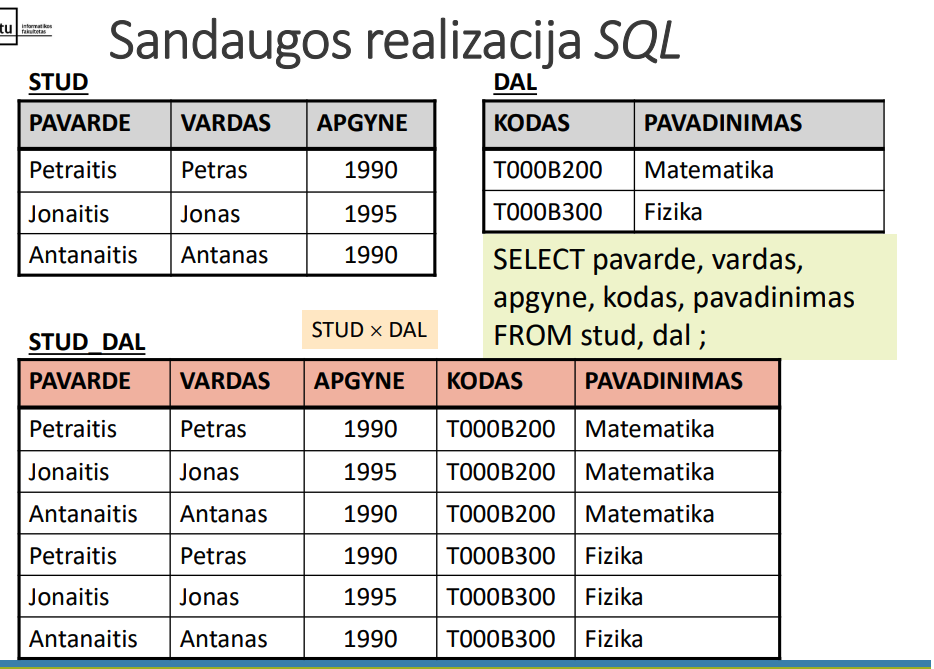 tu informatikos
fakultetas
Sandaugos realizacija SQL
STUD
PAVARDE VARDAS APGYNE
Petraitis Petras 1990
Jonaitis Jonas 1995
Antanaitis Antanas 1990
DAL
KODAS PAVADINIMAS
T000B200 Matematika
T000B300 Fizika
SELECT pavarde, vardas,
apgyne, kodas, pavadinimas
FROM stud, dal ;
STUD × DAL
STUD_DAL
PAVARDE VARDAS APGYNE KODAS PAVADINIMAS
Petraitis Petras 1990 T000B200 Matematika
Jonaitis Jonas 1995 T000B200 Matematika
Antanaitis Antanas 1990 T000B200 Matematika
Petraitis Petras 1990 T000B300 Fizika
Jonaitis Jonas 1995 T000B300 Fizika
Antanaitis Antanas 1990 T000B300 Fizika